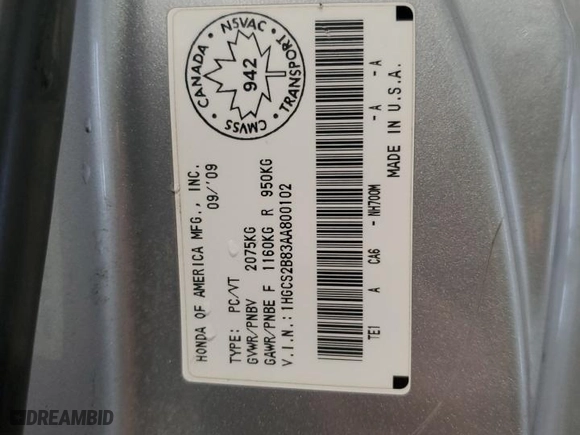 HONDA OF AMERICA MFG., INC.
09/'09
TYPE: PC/VT
GVWR/PNBV 2075KG
GAWR/PNBE F 1160KG R 950KG
V.I.N.: 1HGCS2B83AA800102
TE1 A CA6 -NH700M -A -A
MADE IN U.S.A.
CANADA · NSVAC · TRANSPORT · CMVSS ·
942
DREAMBID